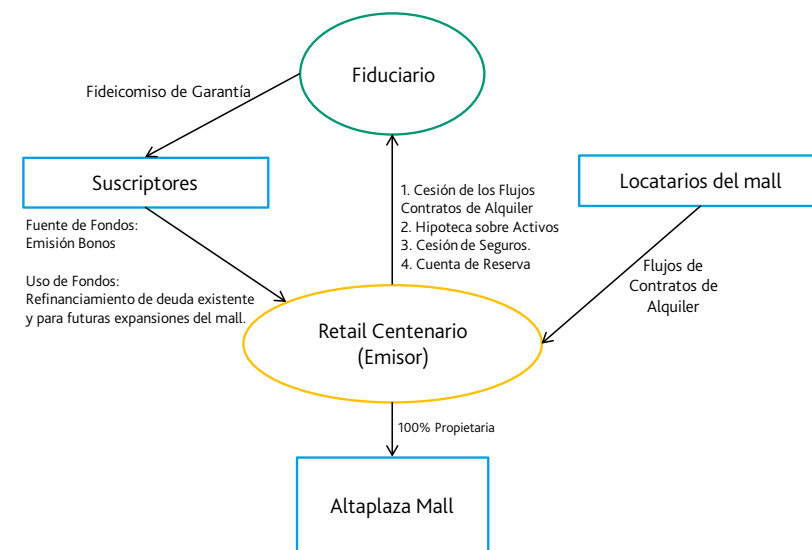 Fiduciario
Fideicomiso de Garantía
Suscriptores
Locatarios del mall
1. Cesión de los Flujos
Contratos de Alquiler
2. Hipoteca sobre Activos
3. Cesión de Seguros.
4. Cuenta de Reserva
Fuente de Fondos:
Emisión Bonos
Uso de Fondos:
Refinanciamiento de deuda existente
y para futuras expansiones del mall.
Flujos de
Contratos de
Alquiler
Retail Centenario
(Emisor)
100% Propietaria
Altaplaza Mall